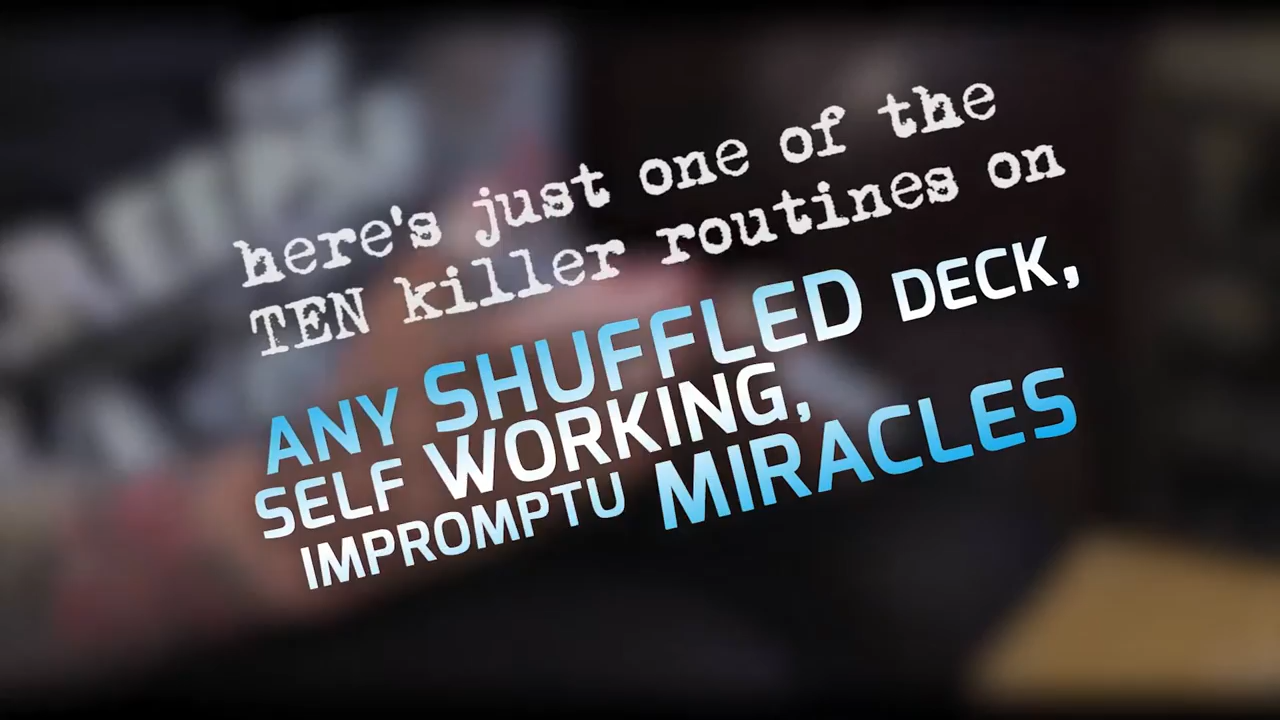 here's just one of the
TEN killer routines on
ANY SHUFFLED DECK,
SELF WORKING,
IMPROMPTU MIRACLES